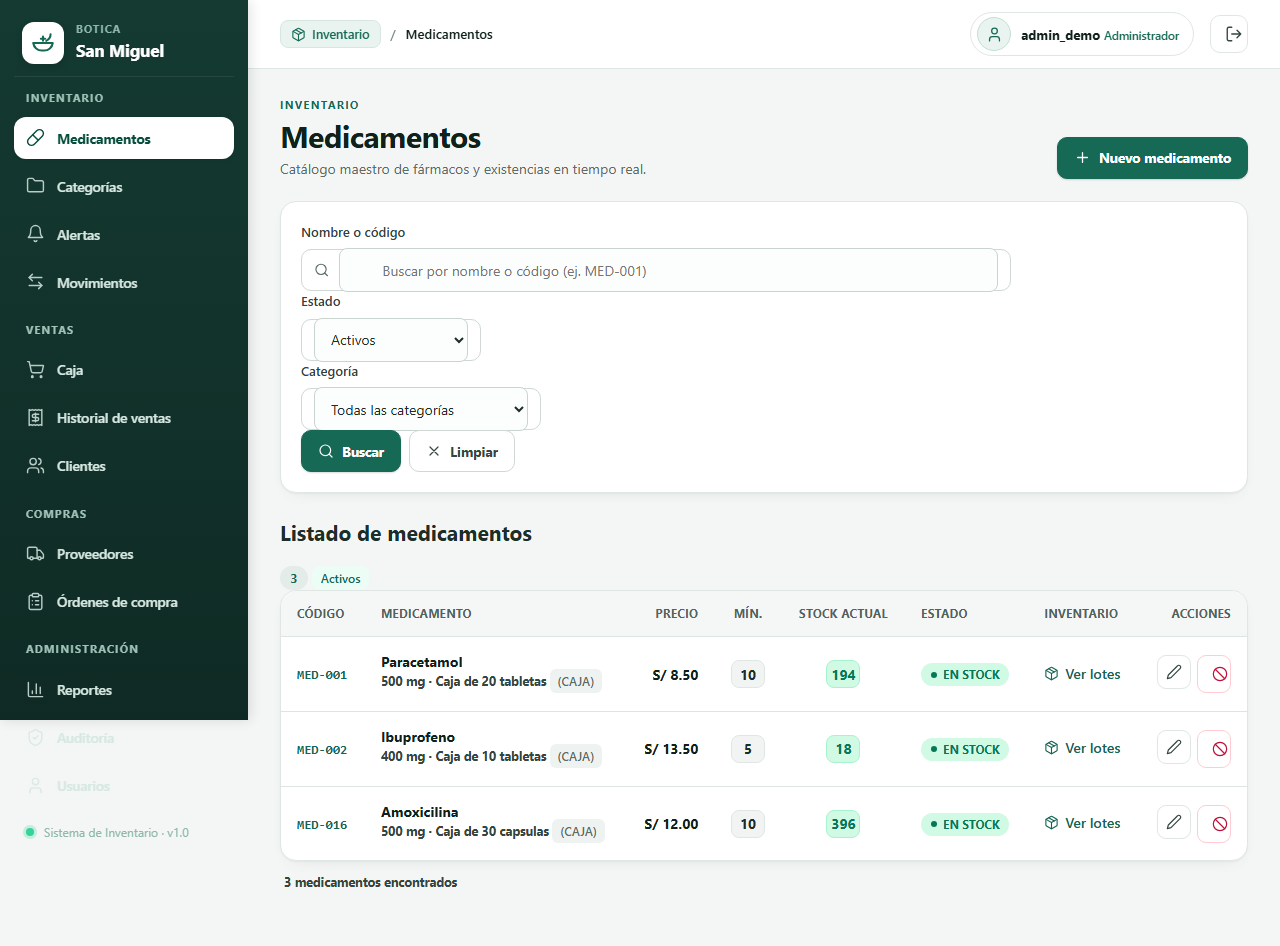 BOTICA
San Miguel
INVENTARIO
Medicamentos
Categorías
Alertas
Movimientos
VENTAS
Caja
Historial de ventas
Clientes
COMPRAS
Proveedores
Órdenes de compra
ADMINISTRACIÓN
Reportes
Auditoría
Usuarios
Sistema de Inventario · v1.0
Inventario / Medicamentos
admin_demo Administrador
INVENTARIO
Medicamentos
Catálogo maestro de fármacos y existencias en tiempo real.
Nuevo medicamento
Nombre o código
Buscar por nombre o código (ej. MED-001)
Estado
Activos
Categoría
Todas las categorías
Buscar Limpiar
Listado de medicamentos
3 Activos
CÓDIGO MEDICAMENTO PRECIO MÍN. STOCK ACTUAL ESTADO INVENTARIO ACCIONES
Paracetamol
MED-001 500 mg · Caja de 20 tabletas (CAJA) S/ 8.50 10 194 EN STOCK Ver lotes
Ibuprofeno
MED-002 400 mg · Caja de 10 tabletas (CAJA) S/ 13.50 5 18 EN STOCK Ver lotes
Amoxicilina
MED-016 500 mg · Caja de 30 capsulas (CAJA) S/ 12.00 10 396 EN STOCK Ver lotes
3 medicamentos encontrados